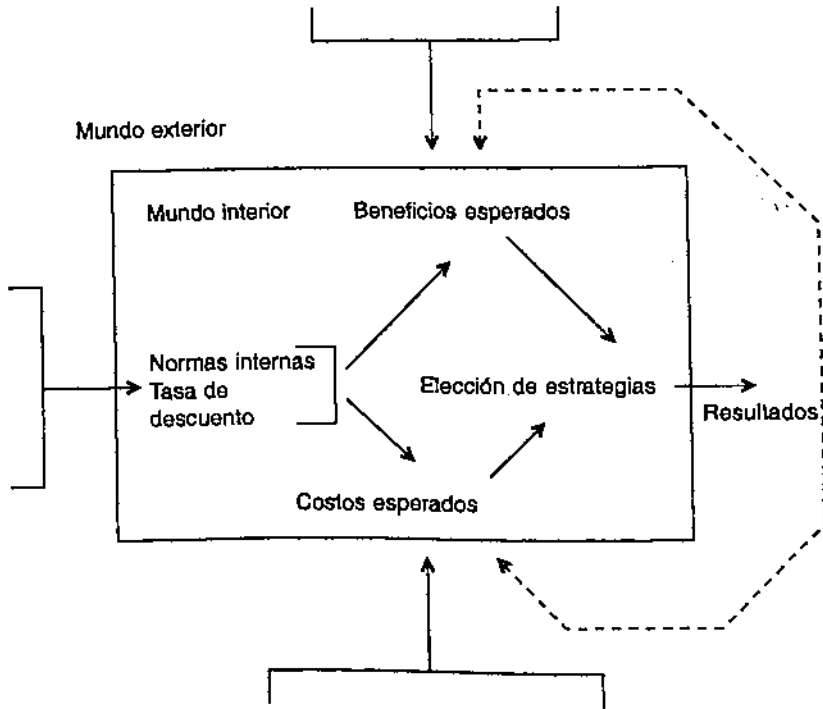 Mundo exterior
Mundo interior
Beneficios esperados
Normas internas
Tasa de
descuento
Elección de estrategias
Resultados
Costos esperados